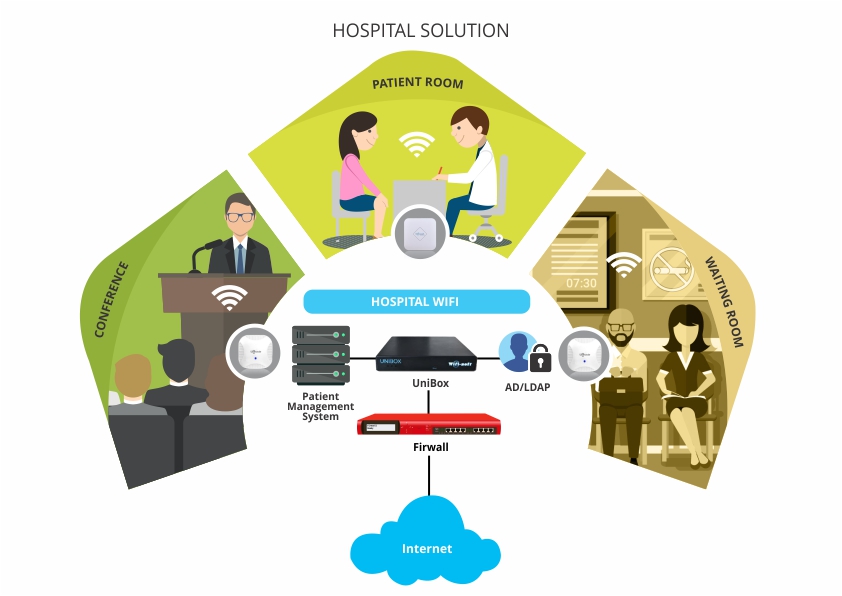 HOSPITAL SOLUTION
PATIENT ROOM
CONFERENCE
WAITING ROOM
07:30
HOSPITAL WIFI
UNIBOX
WiFi-soft
UniBox
AD/LDAP
Patient
Management
System
Firwall
Internet